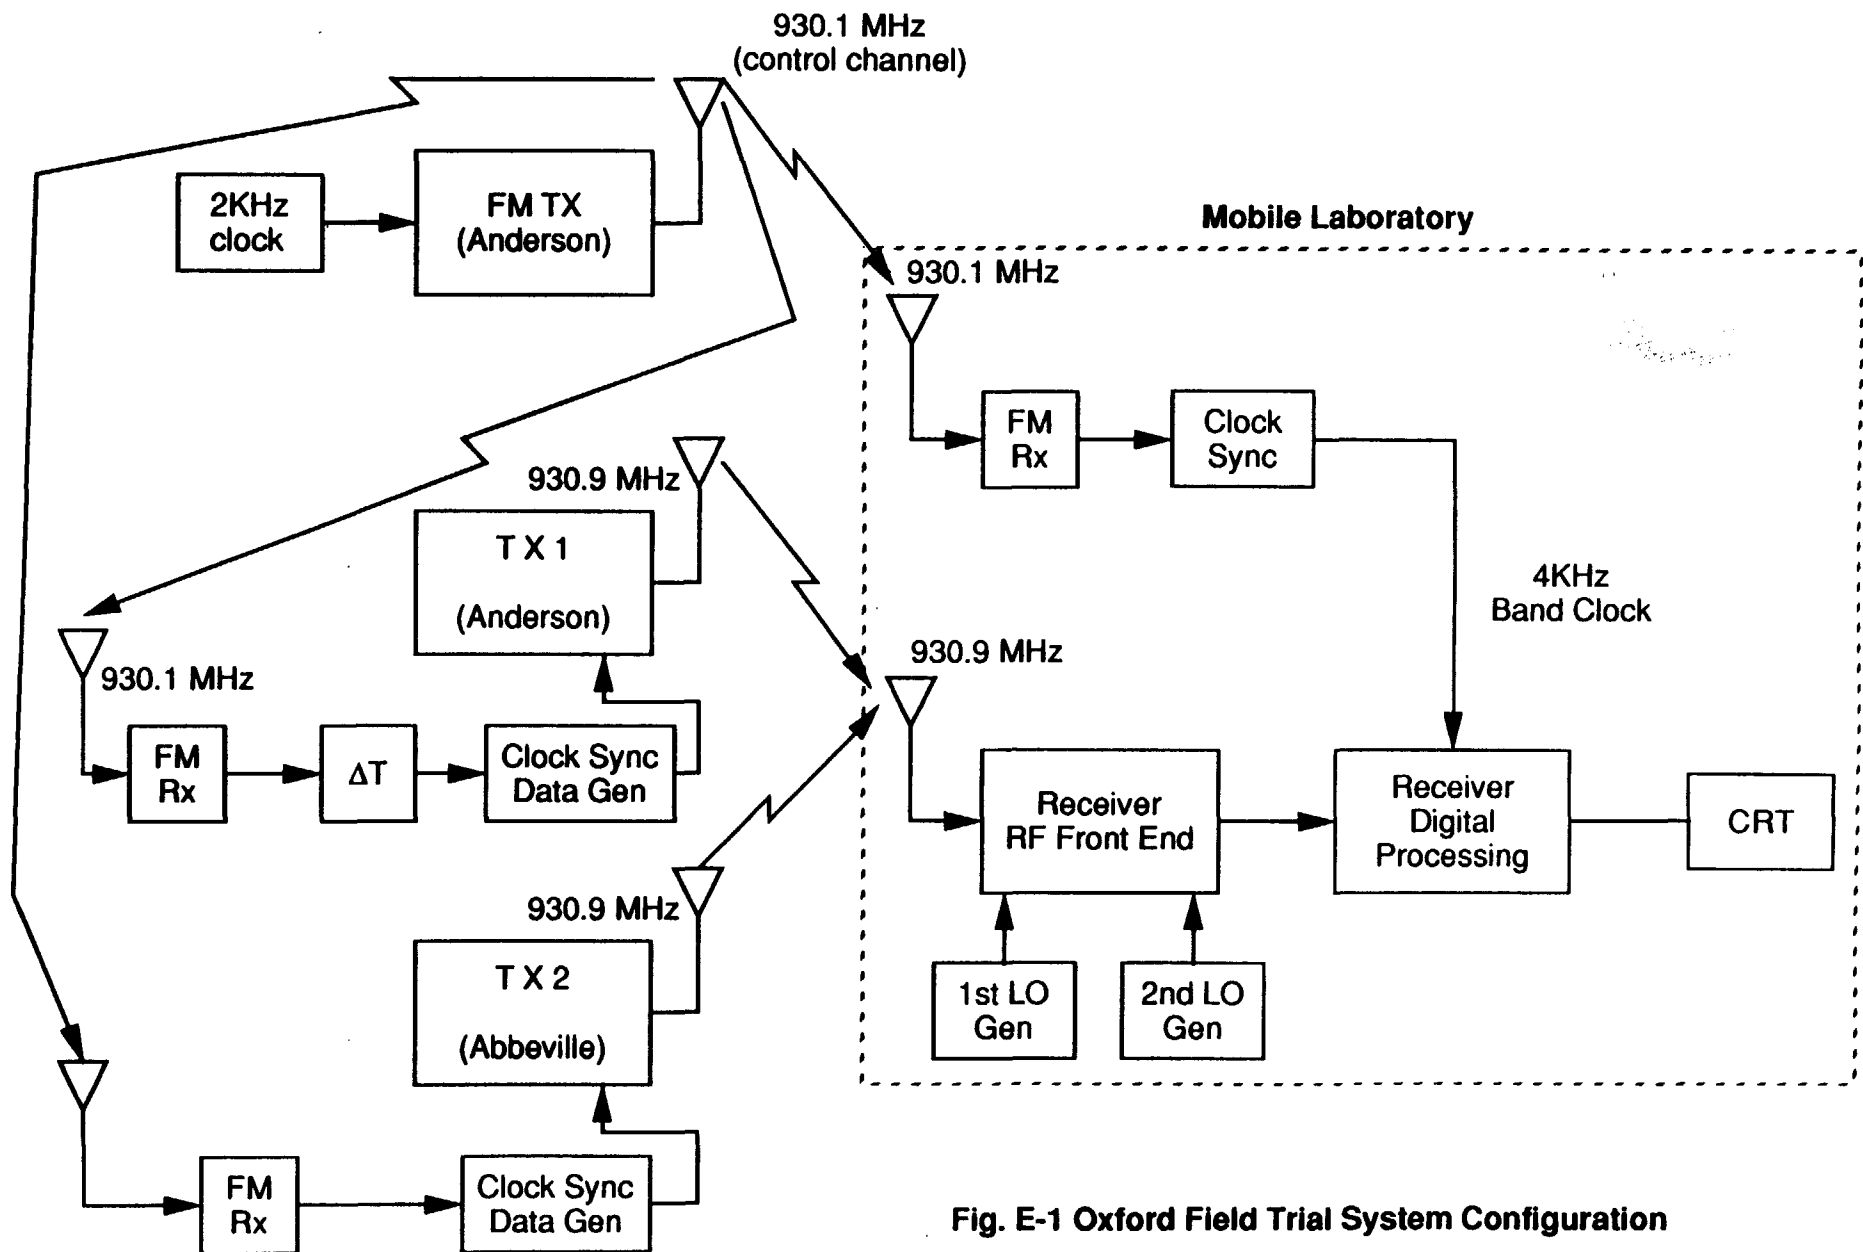 930.1 MHz
(control channel)
2KHz
clock
FM TX
(Anderson)
Mobile Laboratory
930.1 MHz
FM
Rx
Clock
Sync
930.9 MHz
T X 1
(Anderson)
4KHz
Band Clock
930.1 MHz
930.9 MHz
FM
Rx
ΔT
Clock Sync
Data Gen
Receiver
RF Front End
Receiver
Digital
Processing
CRT
930.9 MHz
T X 2
(Abbeville)
1st LO
Gen
2nd LO
Gen
FM
Rx
Clock Sync
Data Gen
Fig. E-1 Oxford Field Trial System Configuration